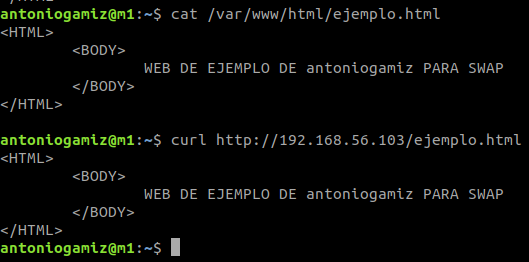 antoniogamiz@m1:~$ cat /var/www/html/ejemplo.html
<HTML>
        <BODY>
                WEB DE EJEMPLO DE antoniogamiz PARA SWAP
        </BODY>
</HTML>
antoniogamiz@m1:~$ curl http://192.168.56.103/ejemplo.html
<HTML>
        <BODY>
                WEB DE EJEMPLO DE antoniogamiz PARA SWAP
        </BODY>
</HTML>
antoniogamiz@m1:~$